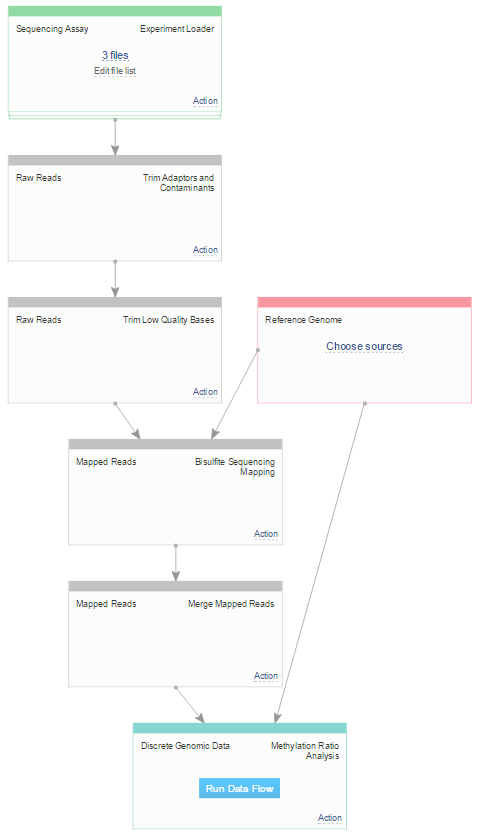 Sequencing Assay
Experiment Loader
3 files
Edit file list
Action
Raw Reads
Trim Adaptors and
Contaminants
Action
Raw Reads
Trim Low Quality Bases
Action
Reference Genome
Choose sources
Mapped Reads
Bisulfite Sequencing
Mapping
Action
Mapped Reads
Merge Mapped Reads
Action
Discrete Genomic Data
Methylation Ratio
Analysis
Run Data Flow
Action